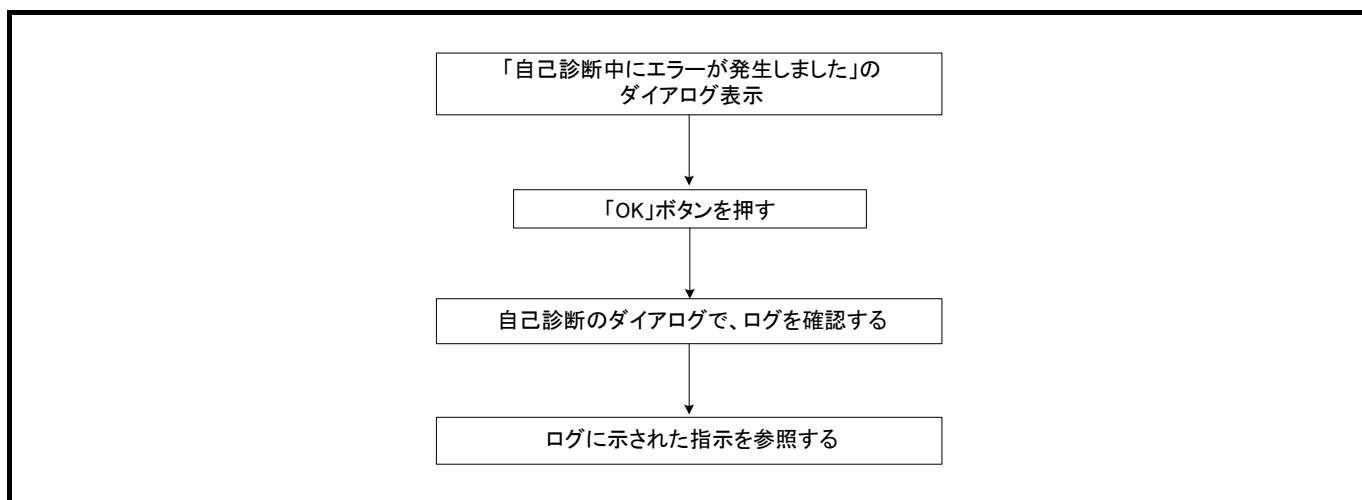 「自己診断中にエラーが発生しました」の
ダイアログ表示
「OK」ボタンを押す
自己診断のダイアログで、ログを確認する
ログに示された指示を参照する